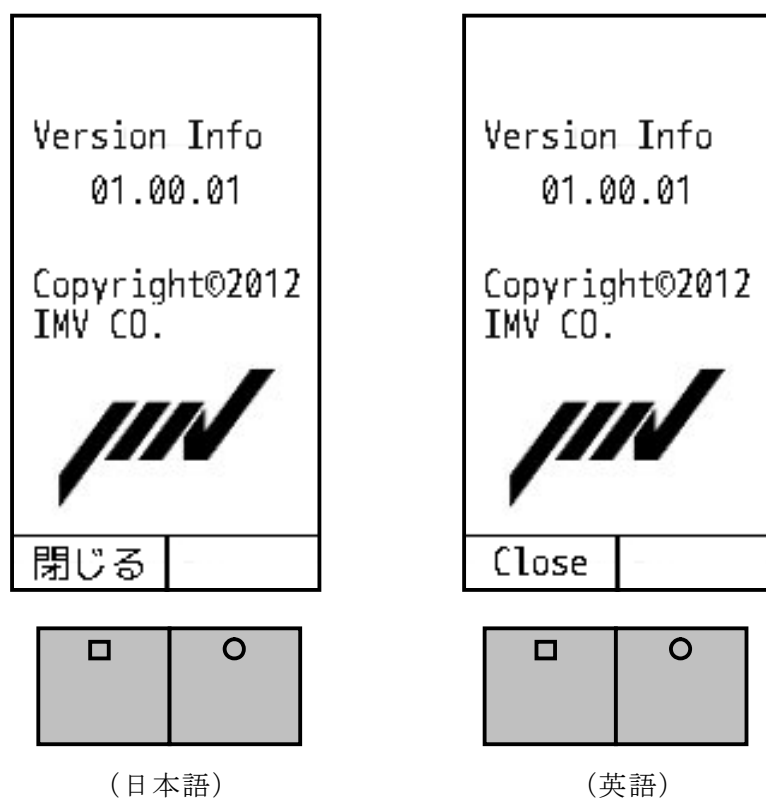 Version Info
01.00.01
Copyright©2012
IMV CO.
閉じる
(日本語)
Version Info
01.00.01
Copyright©2012
IMV CO.
Close
(英語)